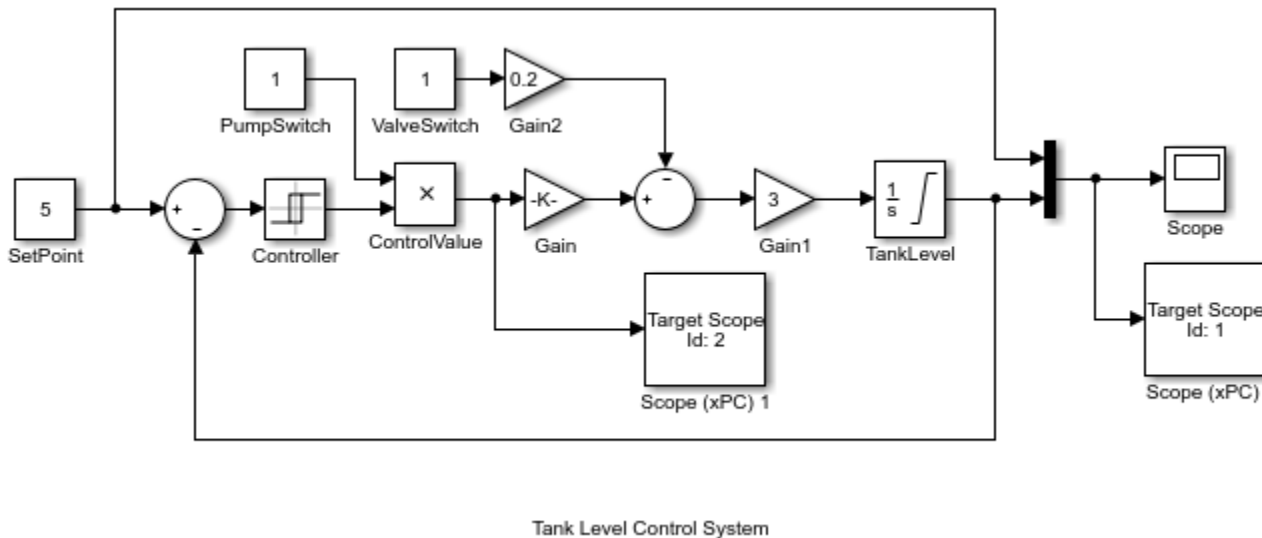 1
PumpSwitch
1
ValveSwitch
0.2
Gain2
5
SetPoint
+
−
Controller
×
ControlValue
-K-
Gain
+
−
3
Gain1
1
s
TankLevel
Scope
Target Scope
Id: 2
Scope (xPC) 1
Target Scope
Id: 1
Scope (xPC)
Tank Level Control System